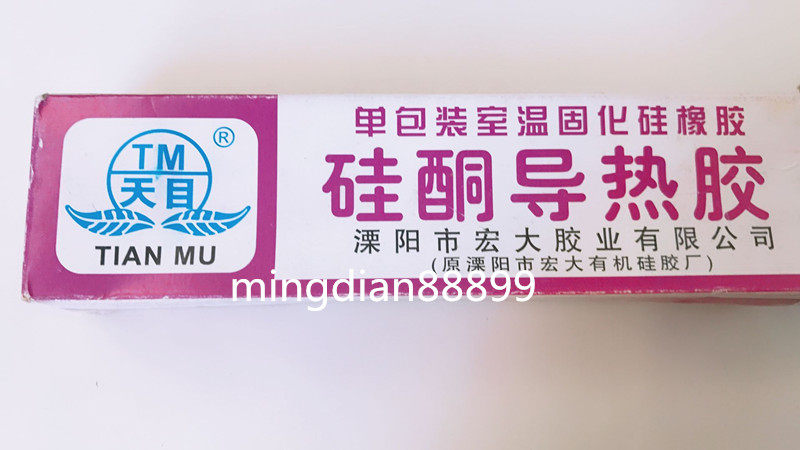 TM
天目
®
TIAN MU
单包装室温固化硅橡胶
硅酮导热胶
溧阳市宏大胶业有限公司
(原溧阳市宏大有机硅胶厂)
mingdian88899